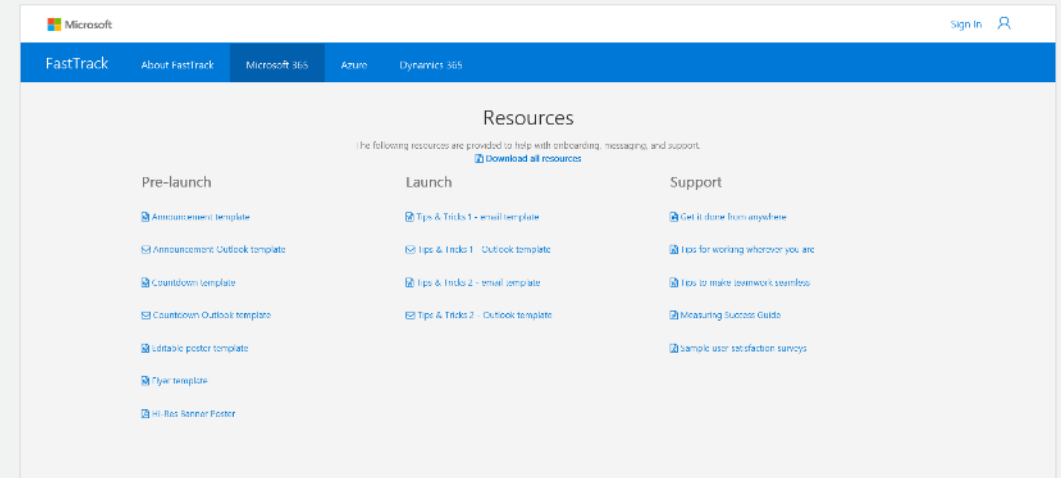 Microsoft
Sign In
FastTrack
About FastTrack
Microsoft 365
Azure
Dynamics 365
Resources
The following resources are provided to help with onboarding, messaging, and support.
Download all resources
Pre-launch
Announcement template
Announcement Outlook template
Countdown template
Countdown Outlook template
Editable poster template
Flyer template
Hi-Res Banner Poster
Launch
Tips & Tricks 1 - email template
Tips & Tricks 1 - Outlook template
Tips & Tricks 2 - email template
Tips & Tricks 2 - Outlook template
Support
Get it done from anywhere
Tips for working wherever you are
Tips to make teamwork seamless
Measuring Success Guide
Sample user satisfaction surveys